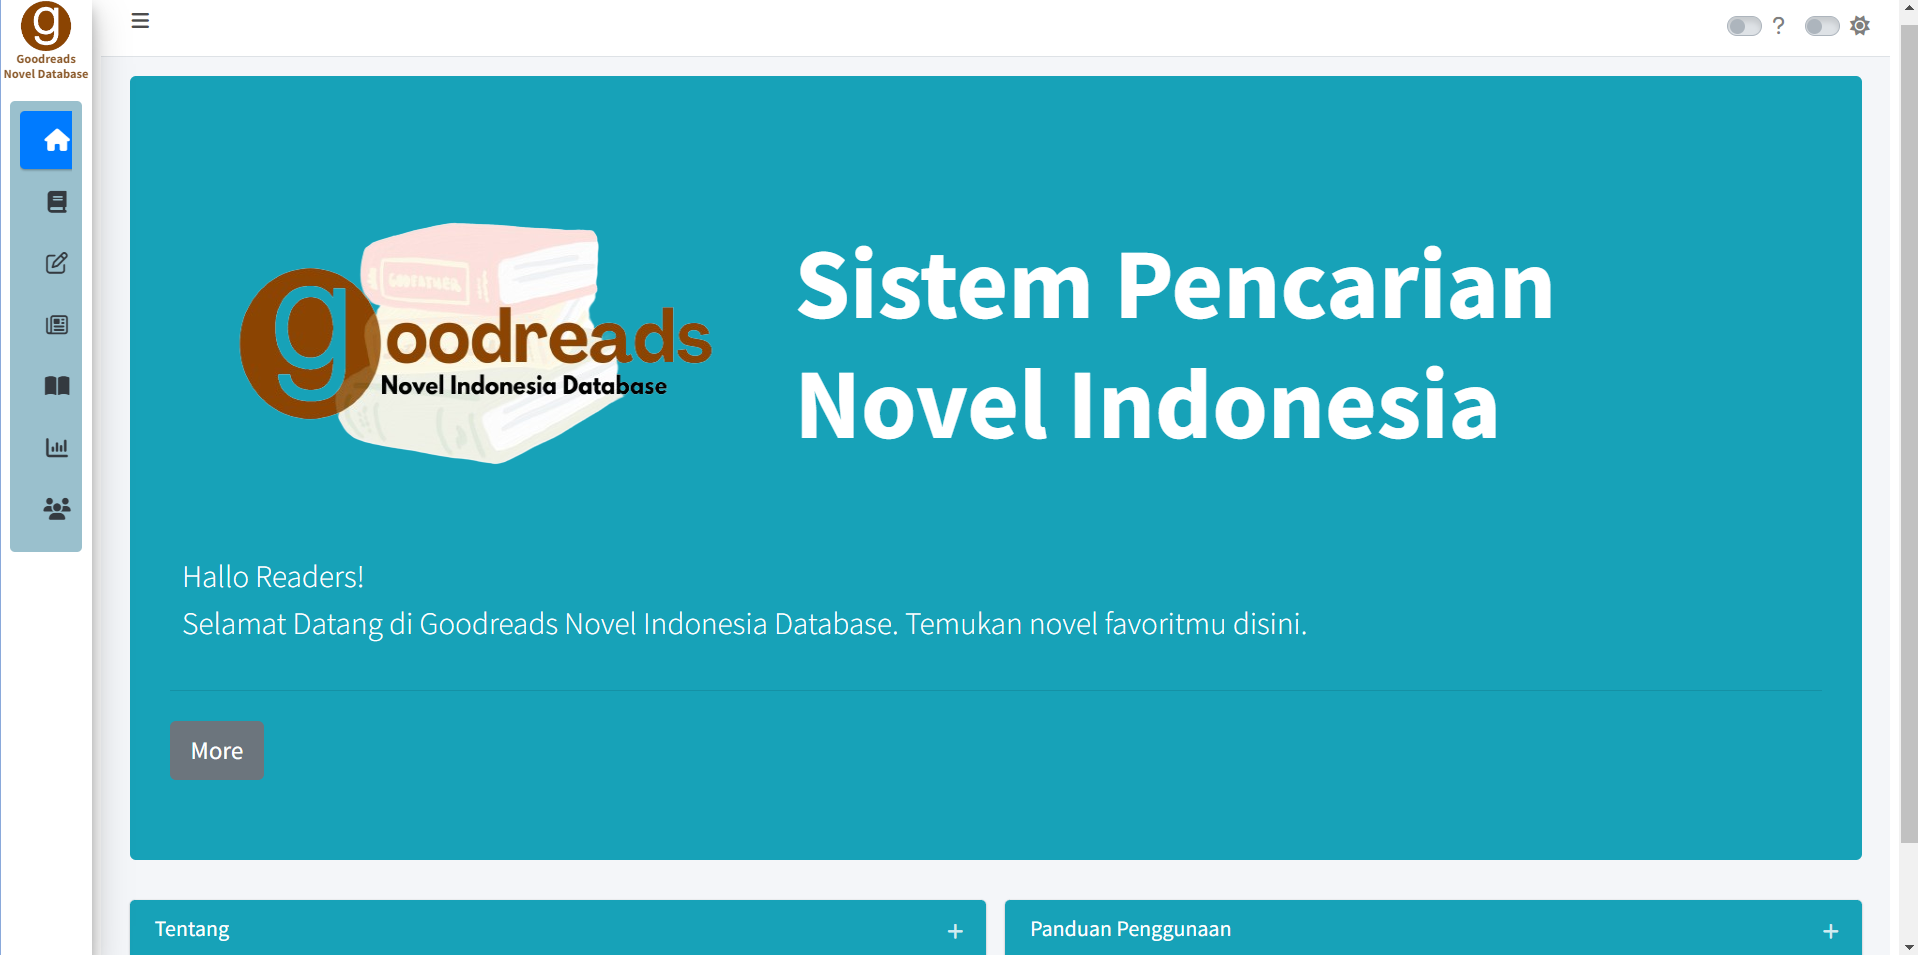 Goodreads
Novel Database
?
GODFATHER
goodreads
Novel Indonesia Database
Sistem Pencarian
Novel Indonesia
Hallo Readers!
Selamat Datang di Goodreads Novel Indonesia Database. Temukan novel favoritmu disini.
More
Tentang +
Panduan Penggunaan +